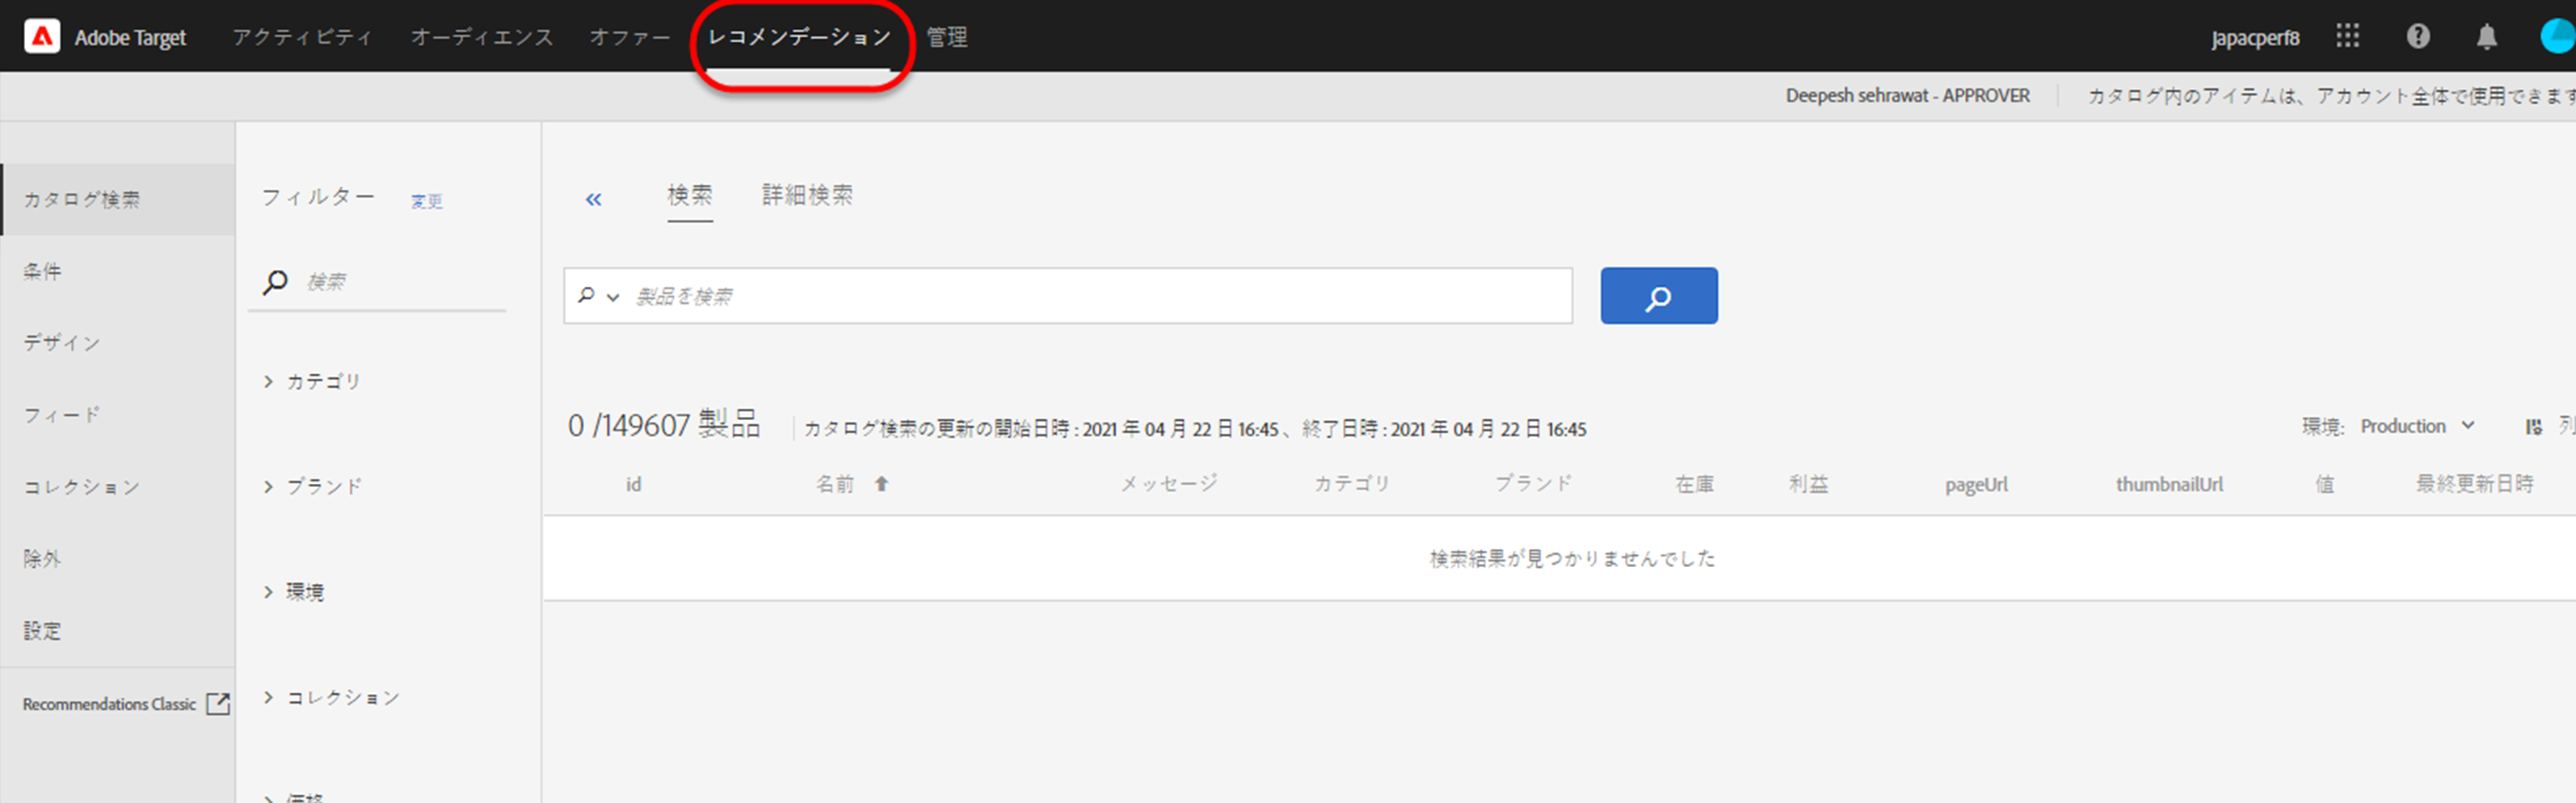 Adobe Target アクティビティ オーディエンス オファー レコメンデーション 管理 Japacperf8
Deepesh sehrawat - APPROVER カタログ内のアイテムは、アカウント全体で使用できます
カタログ検索
条件
デザイン
フィード
コレクション
除外
設定
Recommendations Classic
フィルター 変更
検索
カテゴリ
ブランド
環境
コレクション
価格
検索 詳細検索
製品を検索
0 /149607 製品 カタログ検索の更新の開始日時 : 2021 年 04 月 22 日 16:45 、終了日時 : 2021 年 04 月 22 日 16:45 環境: Production 列
id 名前 メッセージ カテゴリ ブランド 在庫 利益 pageUrl thumbnailUrl 値 最終更新日時
検索結果が見つかりませんでした